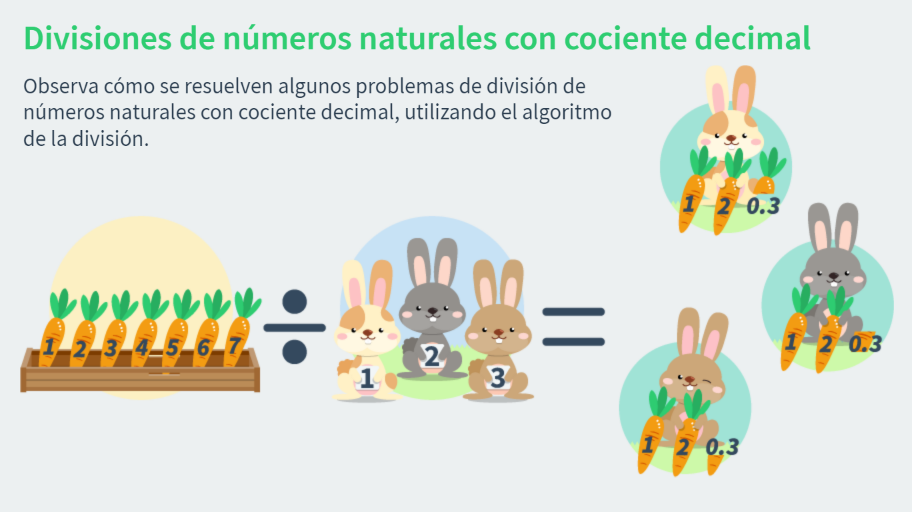 Divisiones de números naturales con cociente decimal
Observa cómo se resuelven algunos problemas de división de
números naturales con cociente decimal, utilizando el algoritmo
de la división.
1 2 0.3
1 2 3 4 5 6 7 ÷ 1 2 3 =
1 2 0.3
1 2 0.3